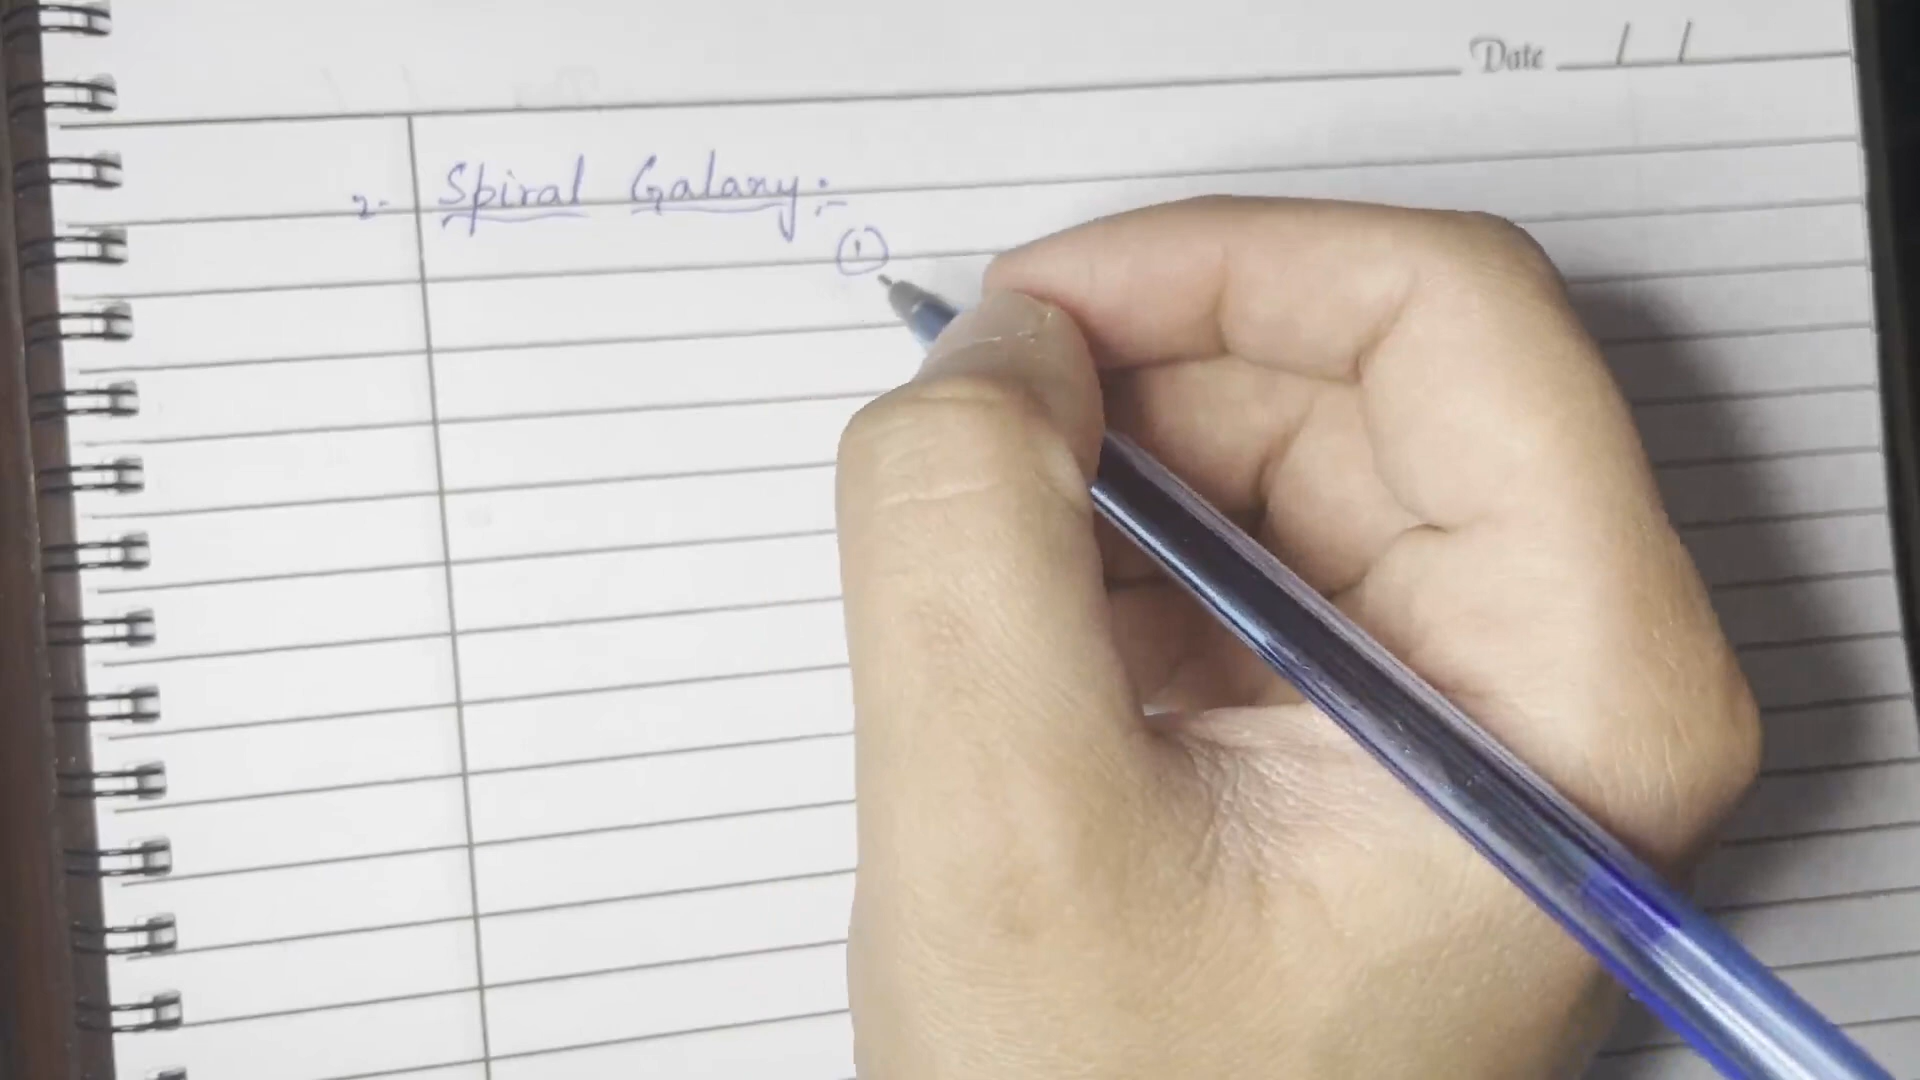 Date / /
2- Spiral Galaxy:-
①